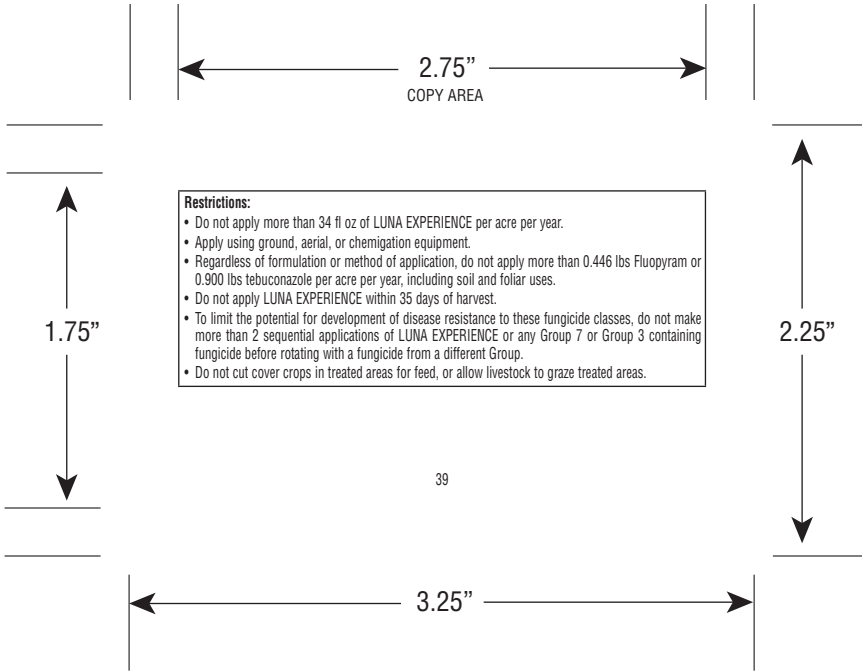 2.75”
COPY AREA
Restrictions:
• Do not apply more than 34 fl oz of LUNA EXPERIENCE per acre per year.
• Apply using ground, aerial, or chemigation equipment.
• Regardless of formulation or method of application, do not apply more than 0.446 lbs Fluopyram or
0.900 lbs tebuconazole per acre per year, including soil and foliar uses.
• Do not apply LUNA EXPERIENCE within 35 days of harvest.
• To limit the potential for development of disease resistance to these fungicide classes, do not make
more than 2 sequential applications of LUNA EXPERIENCE or any Group 7 or Group 3 containing
fungicide before rotating with a fungicide from a different Group.
• Do not cut cover crops in treated areas for feed, or allow livestock to graze treated areas.
1.75”
2.25”
39
3.25”